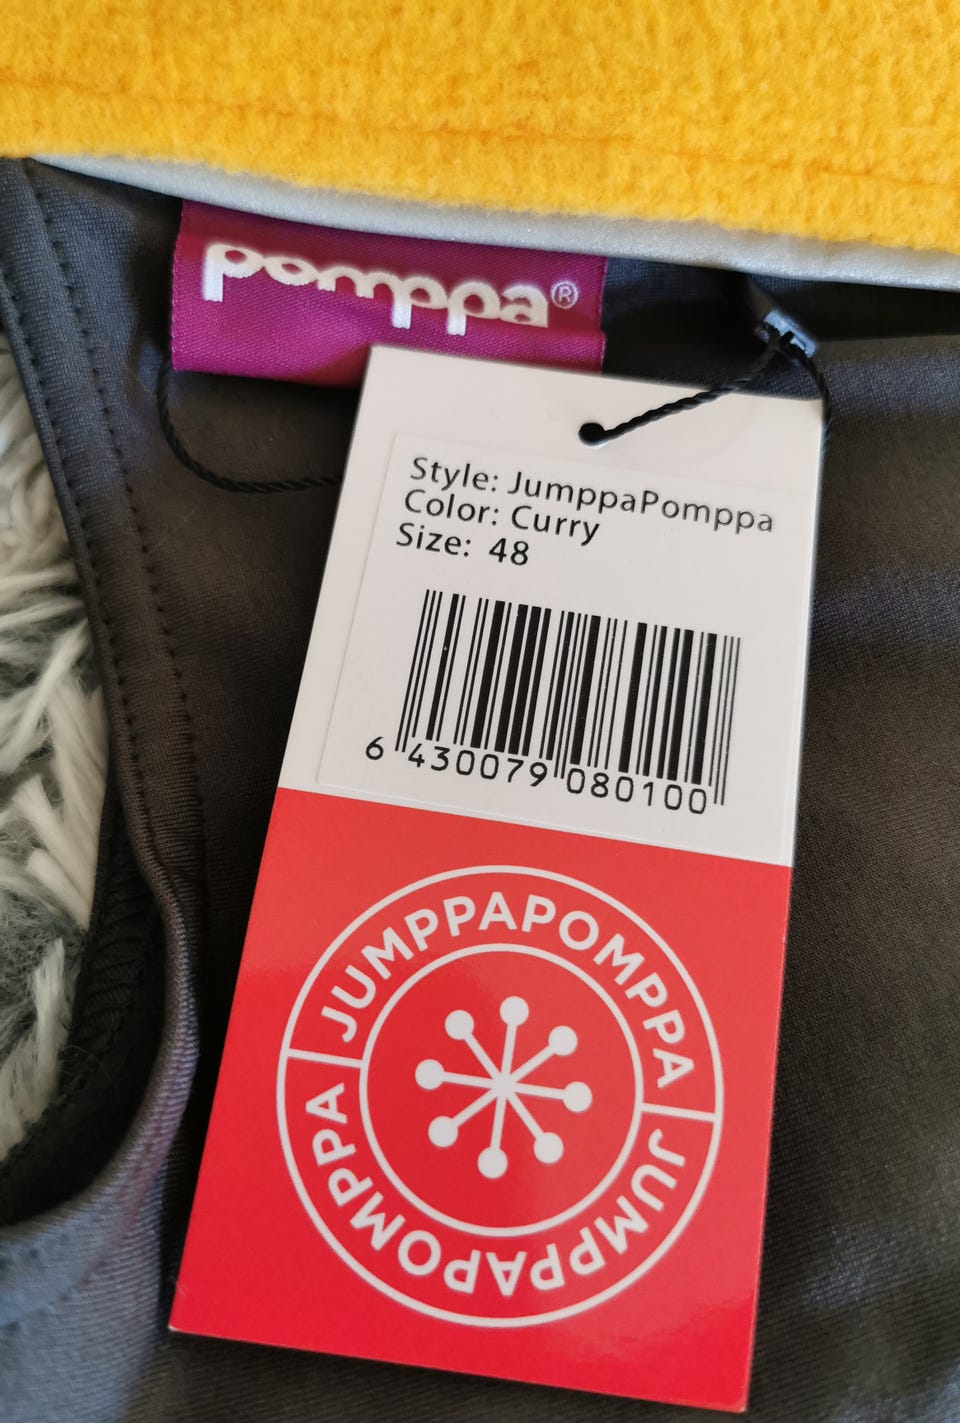 pomppa®
Style: JumppaPomppa
Color: Curry
Size: 48
6 430079 080100
JUMPPAPOMPPA
JUMPPAPOMPPA